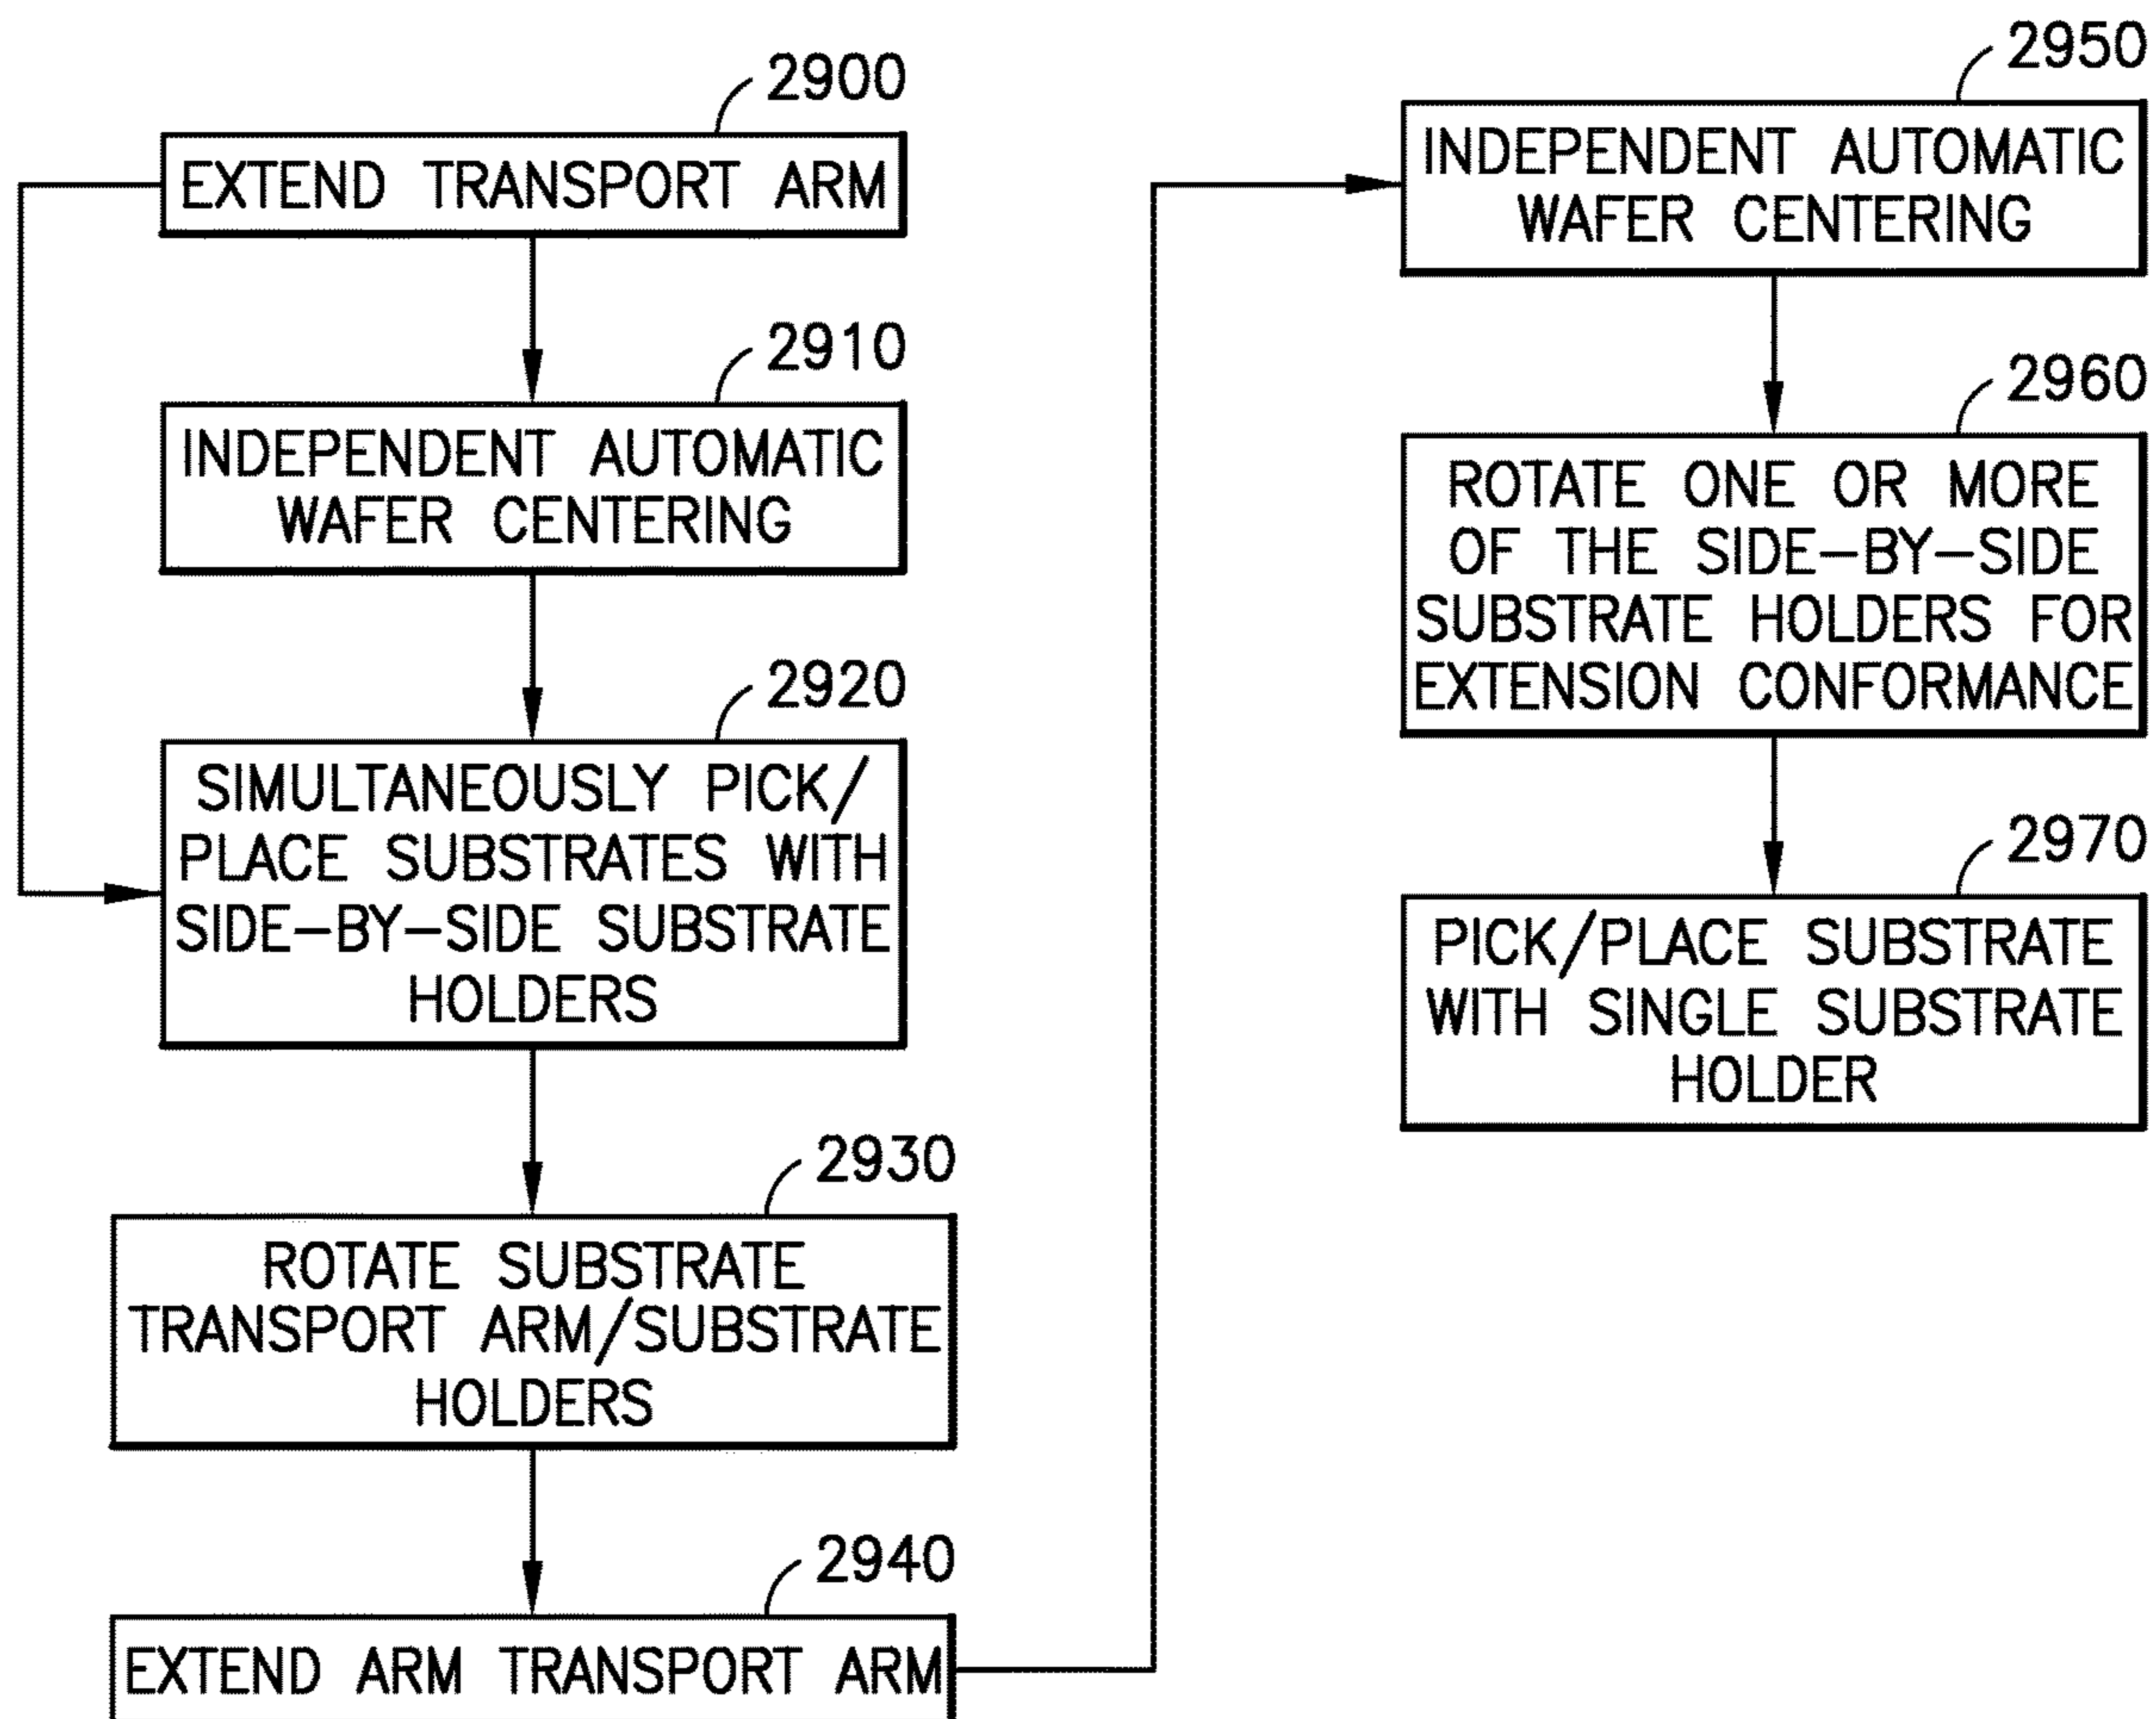 2900
EXTEND TRANSPORT ARM
2910
INDEPENDENT AUTOMATIC
WAFER CENTERING
2920
SIMULTANEOUSLY PICK/
PLACE SUBSTRATES WITH
SIDE-BY-SIDE SUBSTRATE
HOLDERS
2930
ROTATE SUBSTRATE
TRANSPORT ARM/SUBSTRATE
HOLDERS
2940
EXTEND ARM TRANSPORT ARM
2950
INDEPENDENT AUTOMATIC
WAFER CENTERING
2960
ROTATE ONE OR MORE
OF THE SIDE-BY-SIDE
SUBSTRATE HOLDERS FOR
EXTENSION CONFORMANCE
2970
PICK/PLACE SUBSTRATE
WITH SINGLE SUBSTRATE
HOLDER